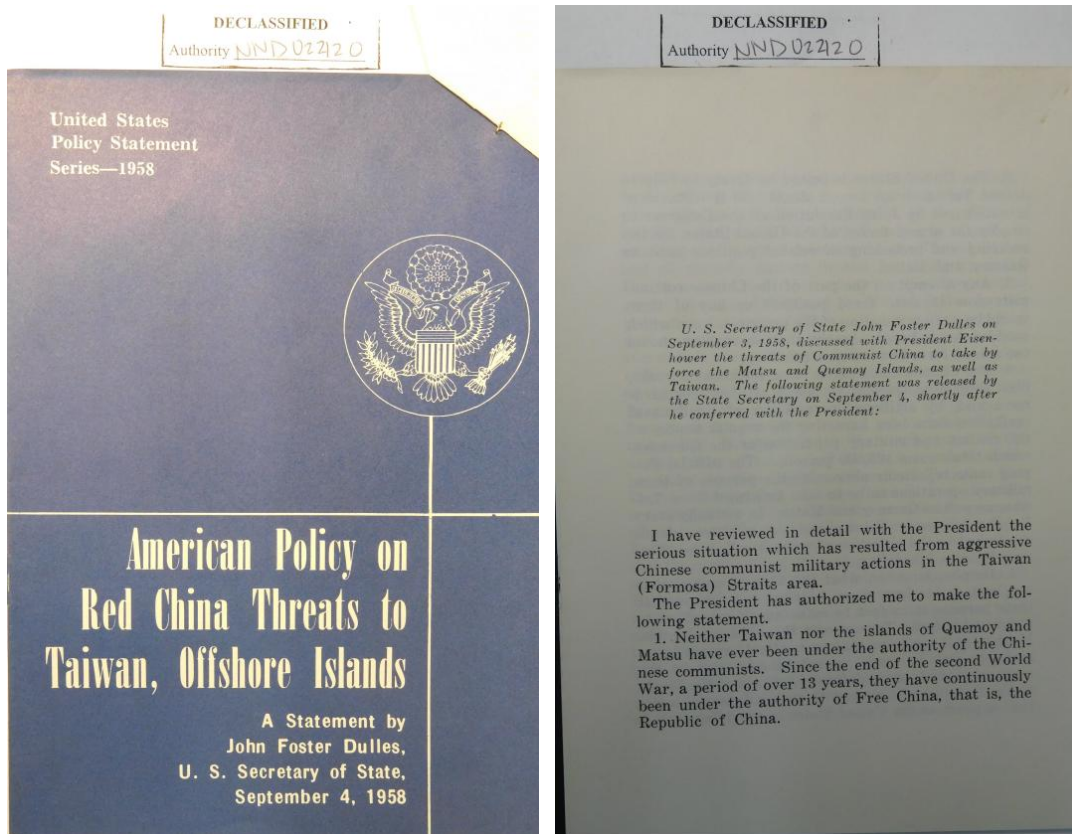 DECLASSIFIED
Authority NND022420
United States
Policy Statement
Series—1958
American Policy on
Red China Threats to
Taiwan, Offshore Islands
A Statement by
John Foster Dulles,
U. S. Secretary of State,
September 4, 1958
DECLASSIFIED
Authority NND022420
U. S. Secretary of State John Foster Dulles on
September 3, 1958, discussed with President Eisen-
hower the threats of Communist China to take by
force the Matsu and Quemoy Islands, as well as
Taiwan. The following statement was released by
the State Secretary on September 4, shortly after
he conferred with the President:
I have reviewed in detail with the President the
serious situation which has resulted from aggressive
Chinese communist military actions in the Taiwan
(Formosa) Straits area.
The President has authorized me to make the fol-
lowing statement.
1. Neither Taiwan nor the islands of Quemoy and
Matsu have ever been under the authority of the Chi-
nese communists. Since the end of the second World
War, a period of over 13 years, they have continuously
been under the authority of Free China, that is, the
Republic of China.